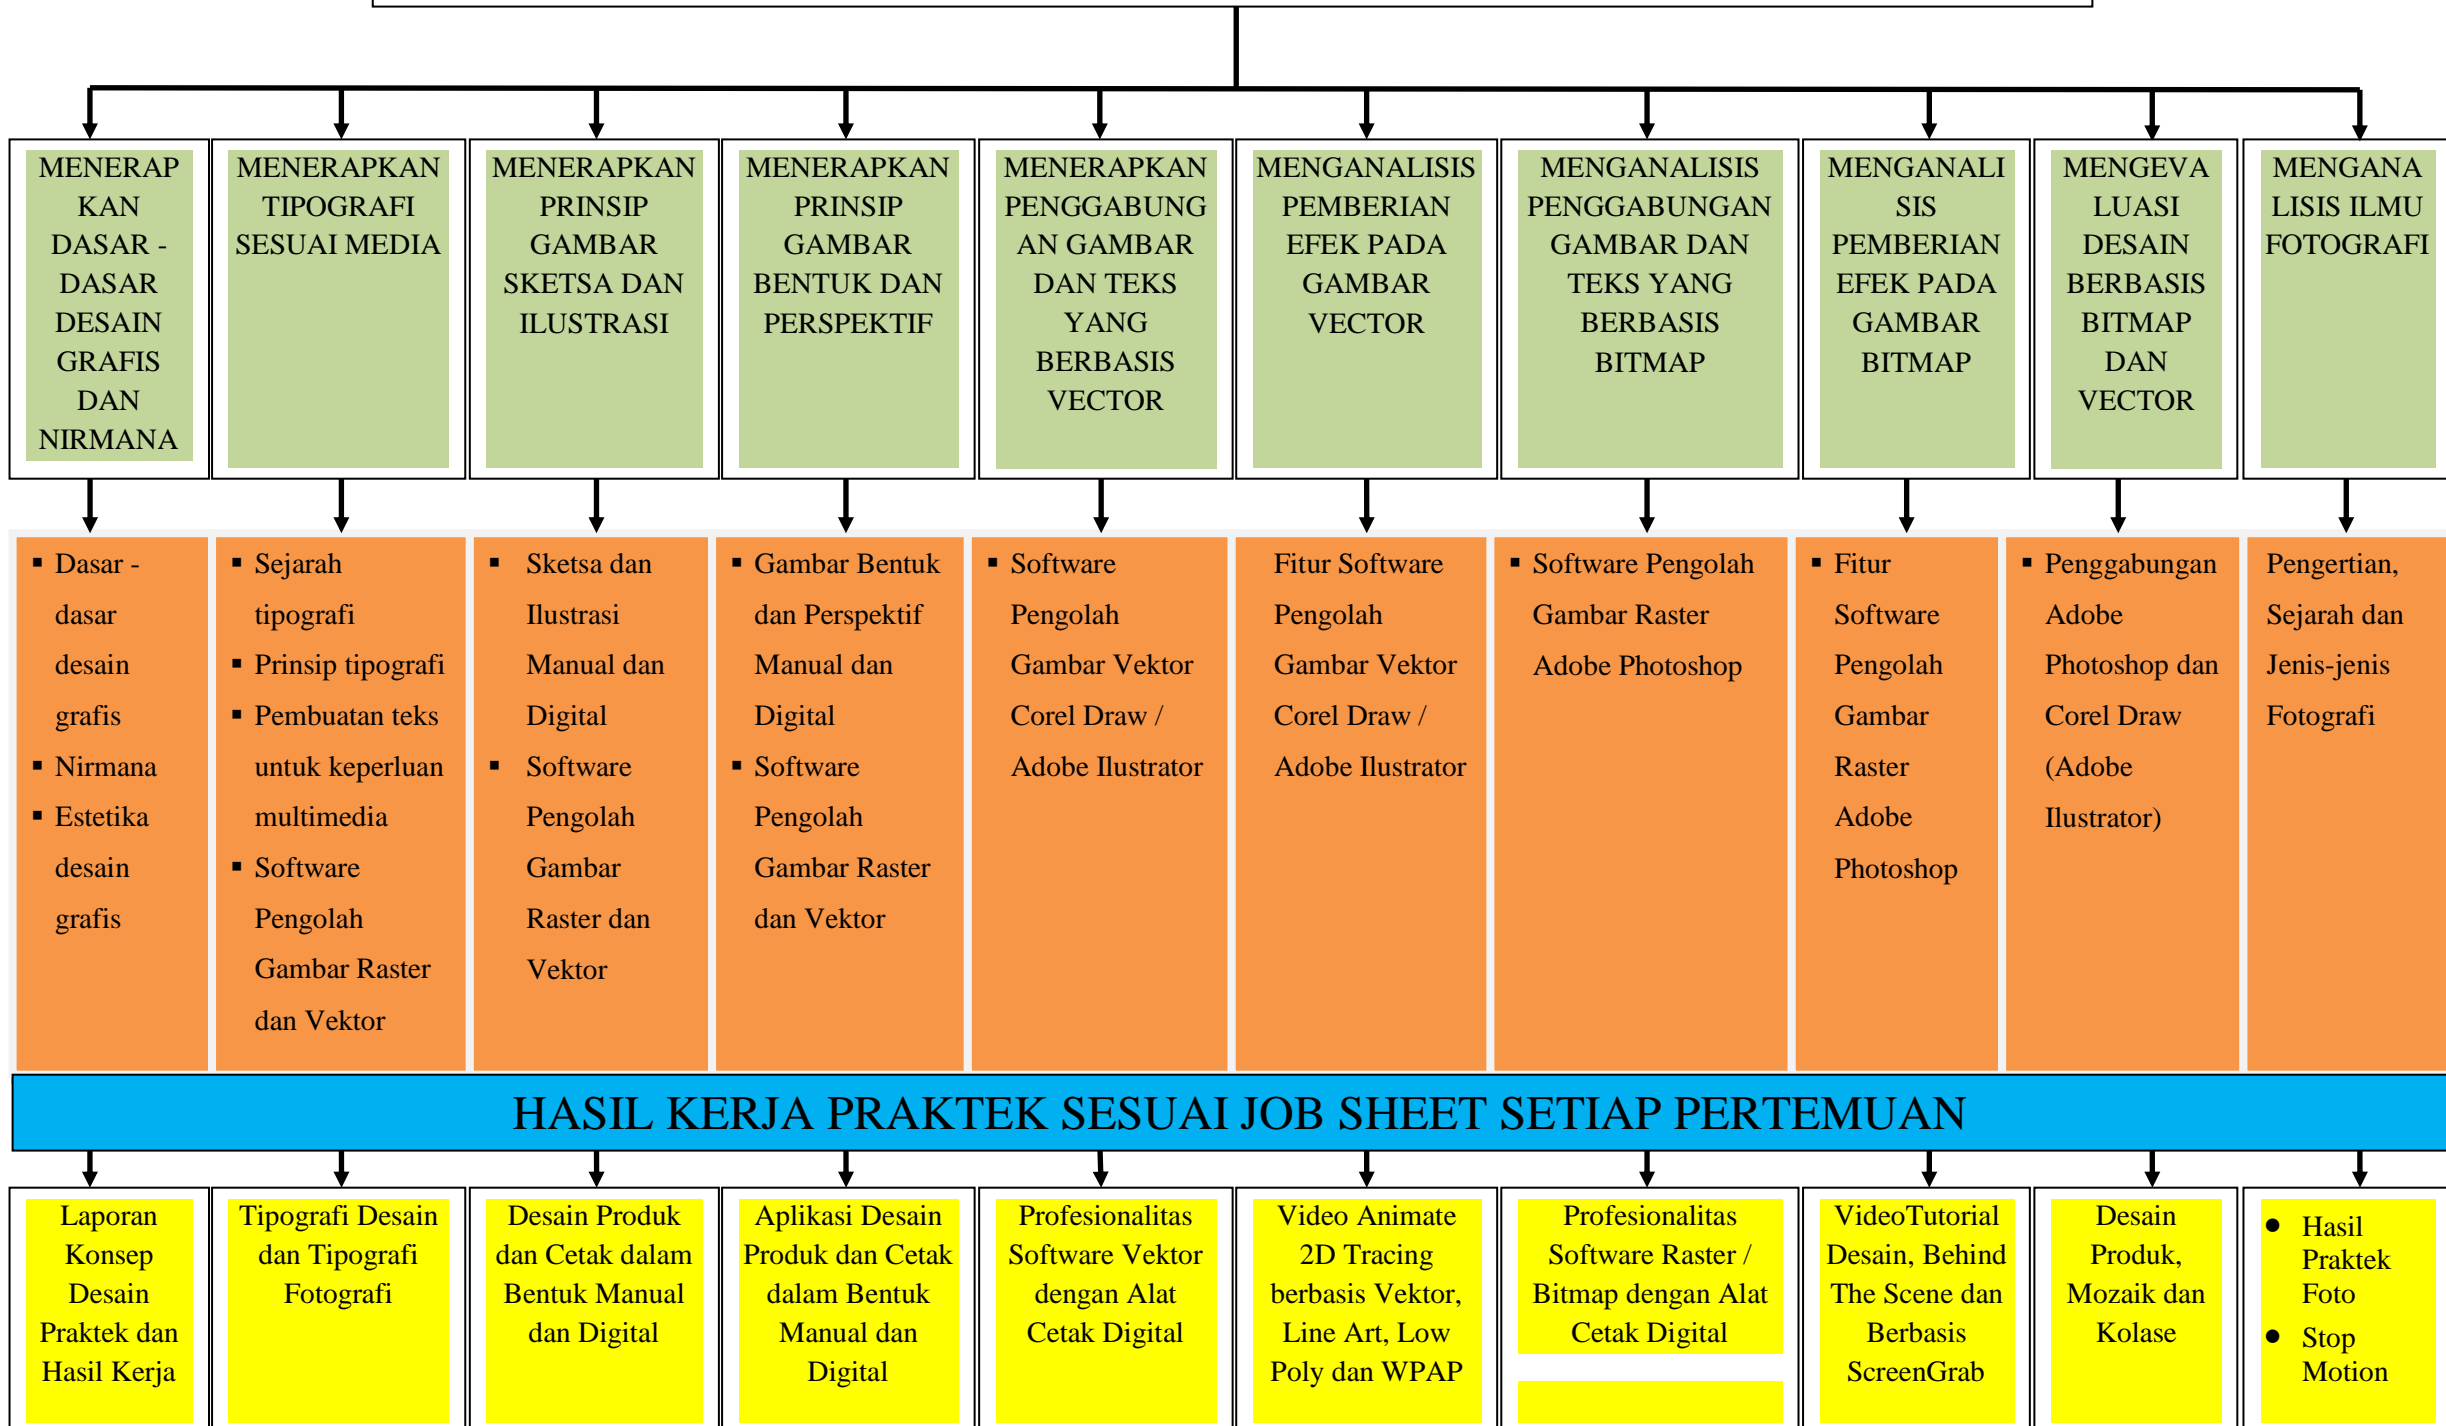 MENERAP
KAN
DASAR -
DASAR
DESAIN
GRAFIS
DAN
NIRMANA
MENERAPKAN
TIPOGRAFI
SESUAI MEDIA
MENERAPKAN
PRINSIP
GAMBAR
SKETSA DAN
ILUSTRASI
MENERAPKAN
PRINSIP
GAMBAR
BENTUK DAN
PERSPEKTIF
MENERAPKAN
PENGGABUNG
AN GAMBAR
DAN TEKS
YANG
BERBASIS
VECTOR
MENGANALISIS
PEMBERIAN
EFEK PADA
GAMBAR
VECTOR
MENGANALISIS
PENGGABUNGAN
GAMBAR DAN
TEKS YANG
BERBASIS
BITMAP
MENGANALI
SIS
PEMBERIAN
EFEK PADA
GAMBAR
BITMAP
MENGEVA
LUASI
DESAIN
BERBASIS
BITMAP
DAN
VECTOR
MENGANA
LISIS ILMU
FOTOGRAFI
▪ Dasar -
dasar
desain
grafis
▪ Nirmana
▪ Estetika
desain
grafis
▪ Sejarah
tipografi
▪ Prinsip tipografi
▪ Pembuatan teks
untuk keperluan
multimedia
▪ Software
Pengolah
Gambar Raster
dan Vektor
▪ Sketsa dan
Ilustrasi
Manual dan
Digital
▪ Software
Pengolah
Gambar
Raster dan
Vektor
▪ Gambar Bentuk
dan Perspektif
Manual dan
Digital
▪ Software
Pengolah
Gambar Raster
dan Vektor
▪ Software
Pengolah
Gambar Vektor
Corel Draw /
Adobe Ilustrator
Fitur Software
Pengolah
Gambar Vektor
Corel Draw /
Adobe Ilustrator
▪ Software Pengolah
Gambar Raster
Adobe Photoshop
▪ Fitur
Software
Pengolah
Gambar
Raster
Adobe
Photoshop
▪ Penggabungan
Adobe
Photoshop dan
Corel Draw
(Adobe
Ilustrator)
Pengertian,
Sejarah dan
Jenis-jenis
Fotografi
HASIL KERJA PRAKTEK SESUAI JOB SHEET SETIAP PERTEMUAN
Laporan
Konsep
Desain
Praktek dan
Hasil Kerja
Tipografi Desain
dan Tipografi
Fotografi
Desain Produk
dan Cetak dalam
Bentuk Manual
dan Digital
Aplikasi Desain
Produk dan Cetak
dalam Bentuk
Manual dan
Digital
Profesionalitas
Software Vektor
dengan Alat
Cetak Digital
Video Animate
2D Tracing
berbasis Vektor,
Line Art, Low
Poly dan WPAP
Profesionalitas
Software Raster /
Bitmap dengan Alat
Cetak Digital
VideoTutorial
Desain, Behind
The Scene dan
Berbasis
ScreenGrab
Desain
Produk,
Mozaik dan
Kolase
● Hasil
Praktek
Foto
● Stop
Motion